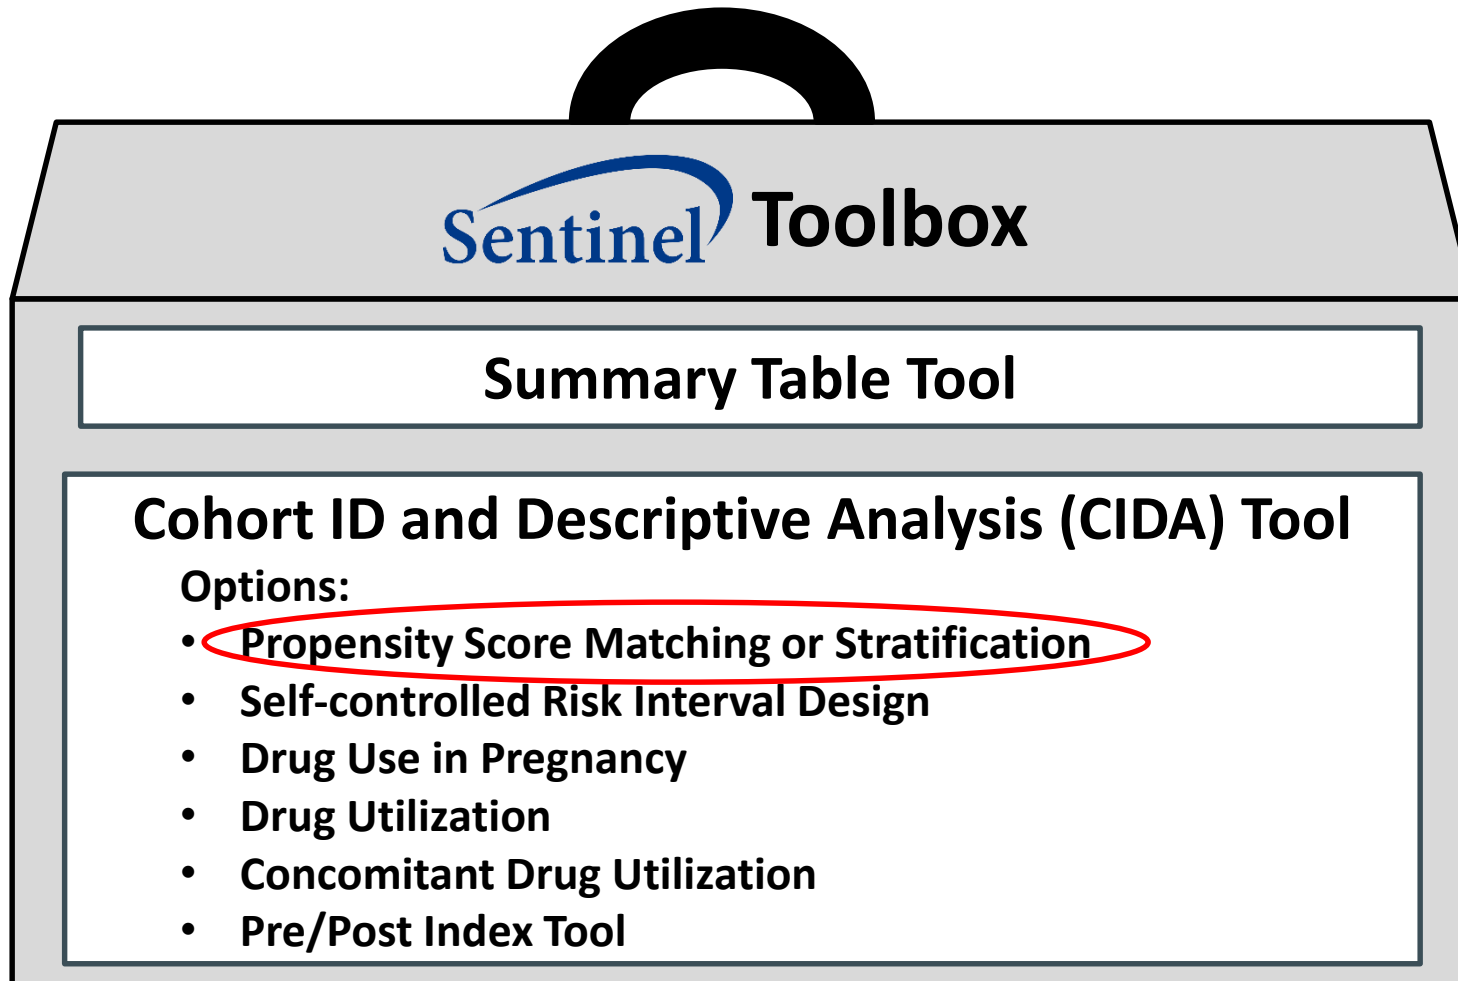 Sentinel Toolbox
Summary Table Tool
Cohort ID and Descriptive Analysis (CIDA) Tool
Options:
• Propensity Score Matching or Stratification
• Self-controlled Risk Interval Design
• Drug Use in Pregnancy
• Drug Utilization
• Concomitant Drug Utilization
• Pre/Post Index Tool